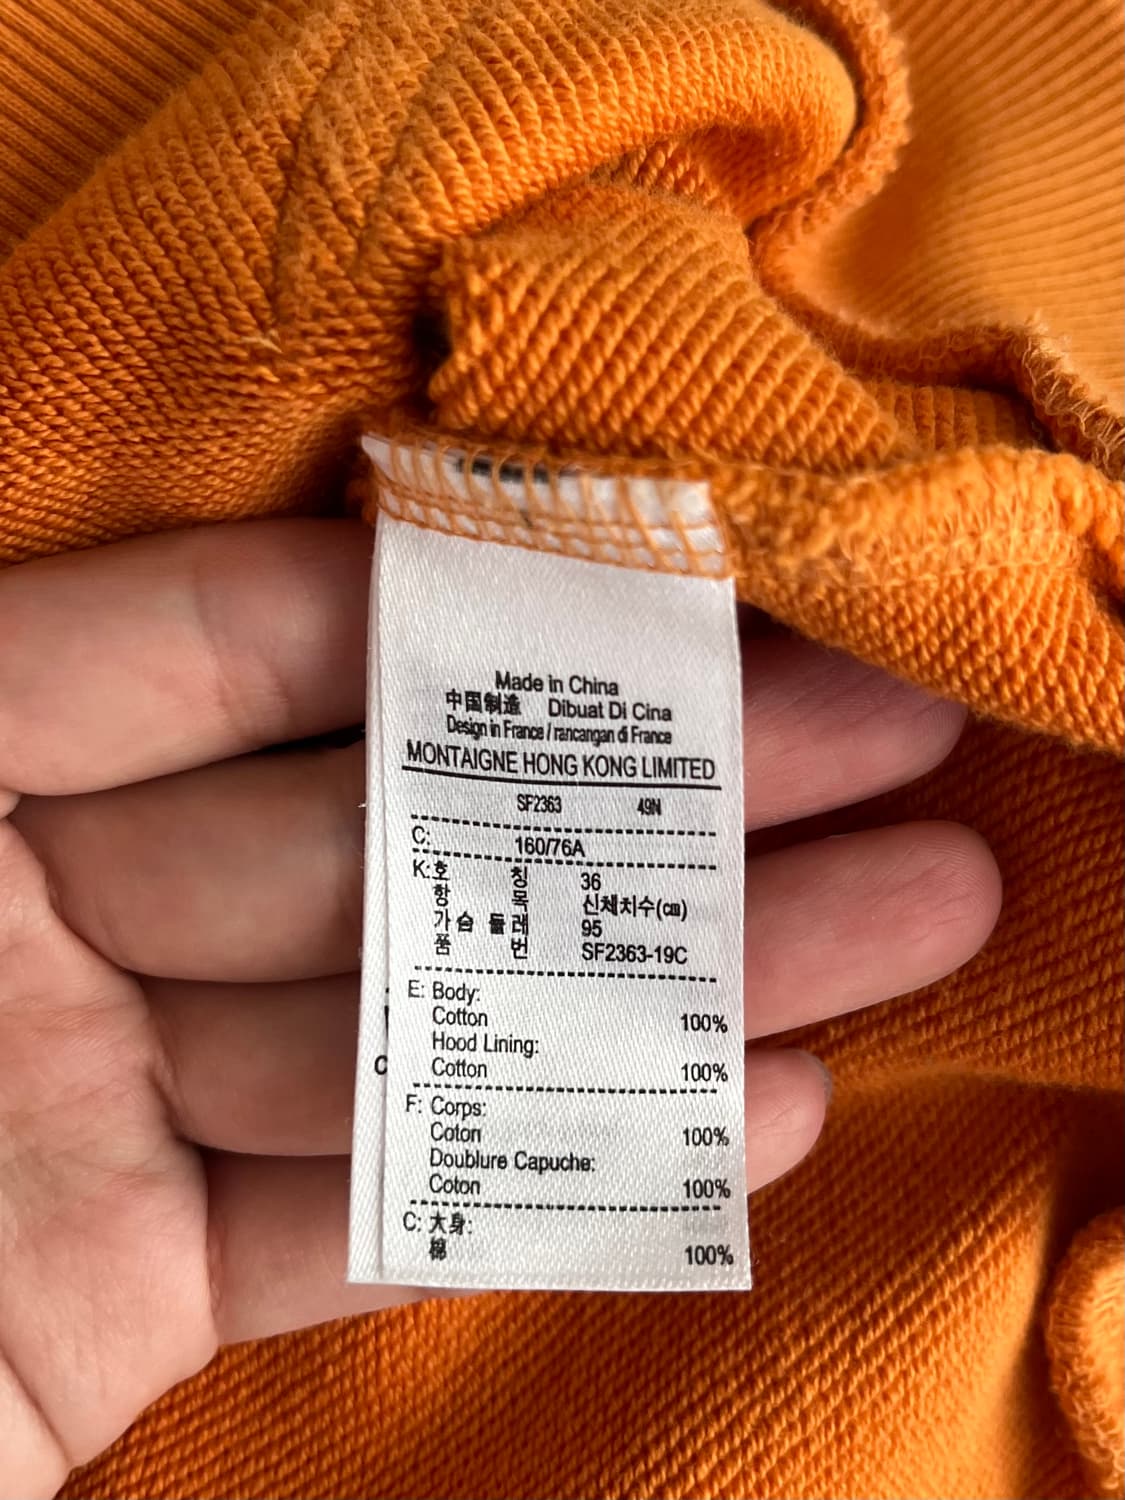 Made in China
中国制造 Dibuat Di Cina
Design in France / rancangan di France
MONTAIGNE HONG KONG LIMITED
SF2363 49N
C: 160/76A
K:호 칭 36
항 목 신체치수(㎝)
가슴 둘레 95
품 번 SF2363-19C
E: Body:
Cotton 100%
Hood Lining:
Cotton 100%
F: Corps:
Coton 100%
Doublure Capuche:
Coton 100%
C: 大身:
棉 100%